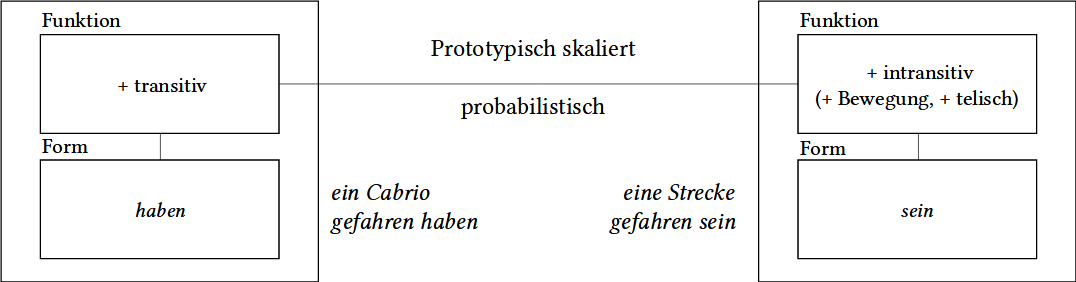 Funktion
+ transitiv
Form
haben
Prototypisch skaliert
probabilistisch
ein Cabrio
gefahren haben
eine Strecke
gefahren sein
Funktion
+ intransitiv
(+ Bewegung, + telisch)
Form
sein